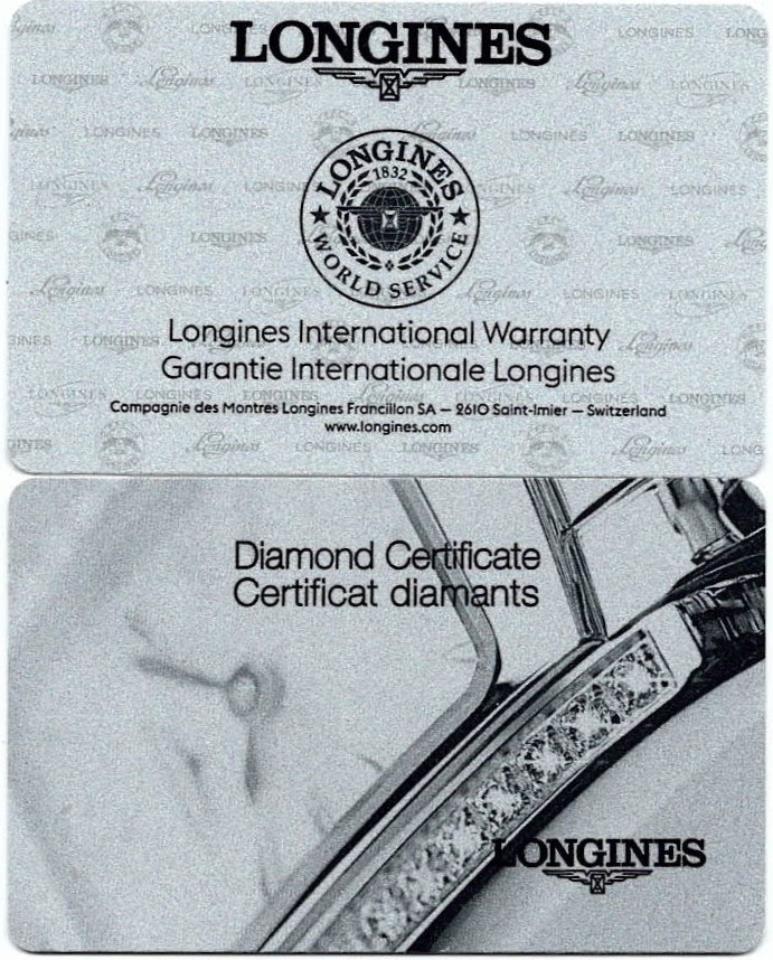 LONGINES
LONGINES
1832
WORLD SERVICE
Longines International Warranty
Garantie Internationale Longines
Compagnie des Montres Longines Francillon SA – 2610 Saint-Imier – Switzerland
www.longines.com
Diamond Certificate
Certificat diamants
LONGINES